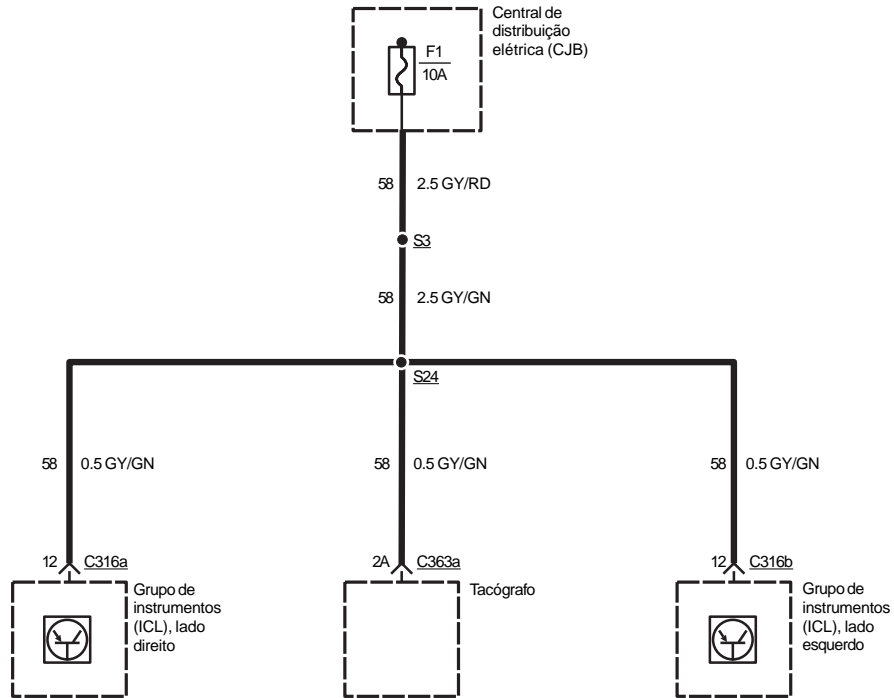 Central de
distribuição
elétrica (CJB)
F1
10A
58 2.5 GY/RD
S3
58 2.5 GY/GN
S24
58 0.5 GY/GN
58 0.5 GY/GN
58 0.5 GY/GN
12 C316a
2A C363a
12 C316b
Grupo de
instrumentos
(ICL), lado
direito
Tacógrafo
Grupo de
instrumentos
(ICL), lado
esquerdo